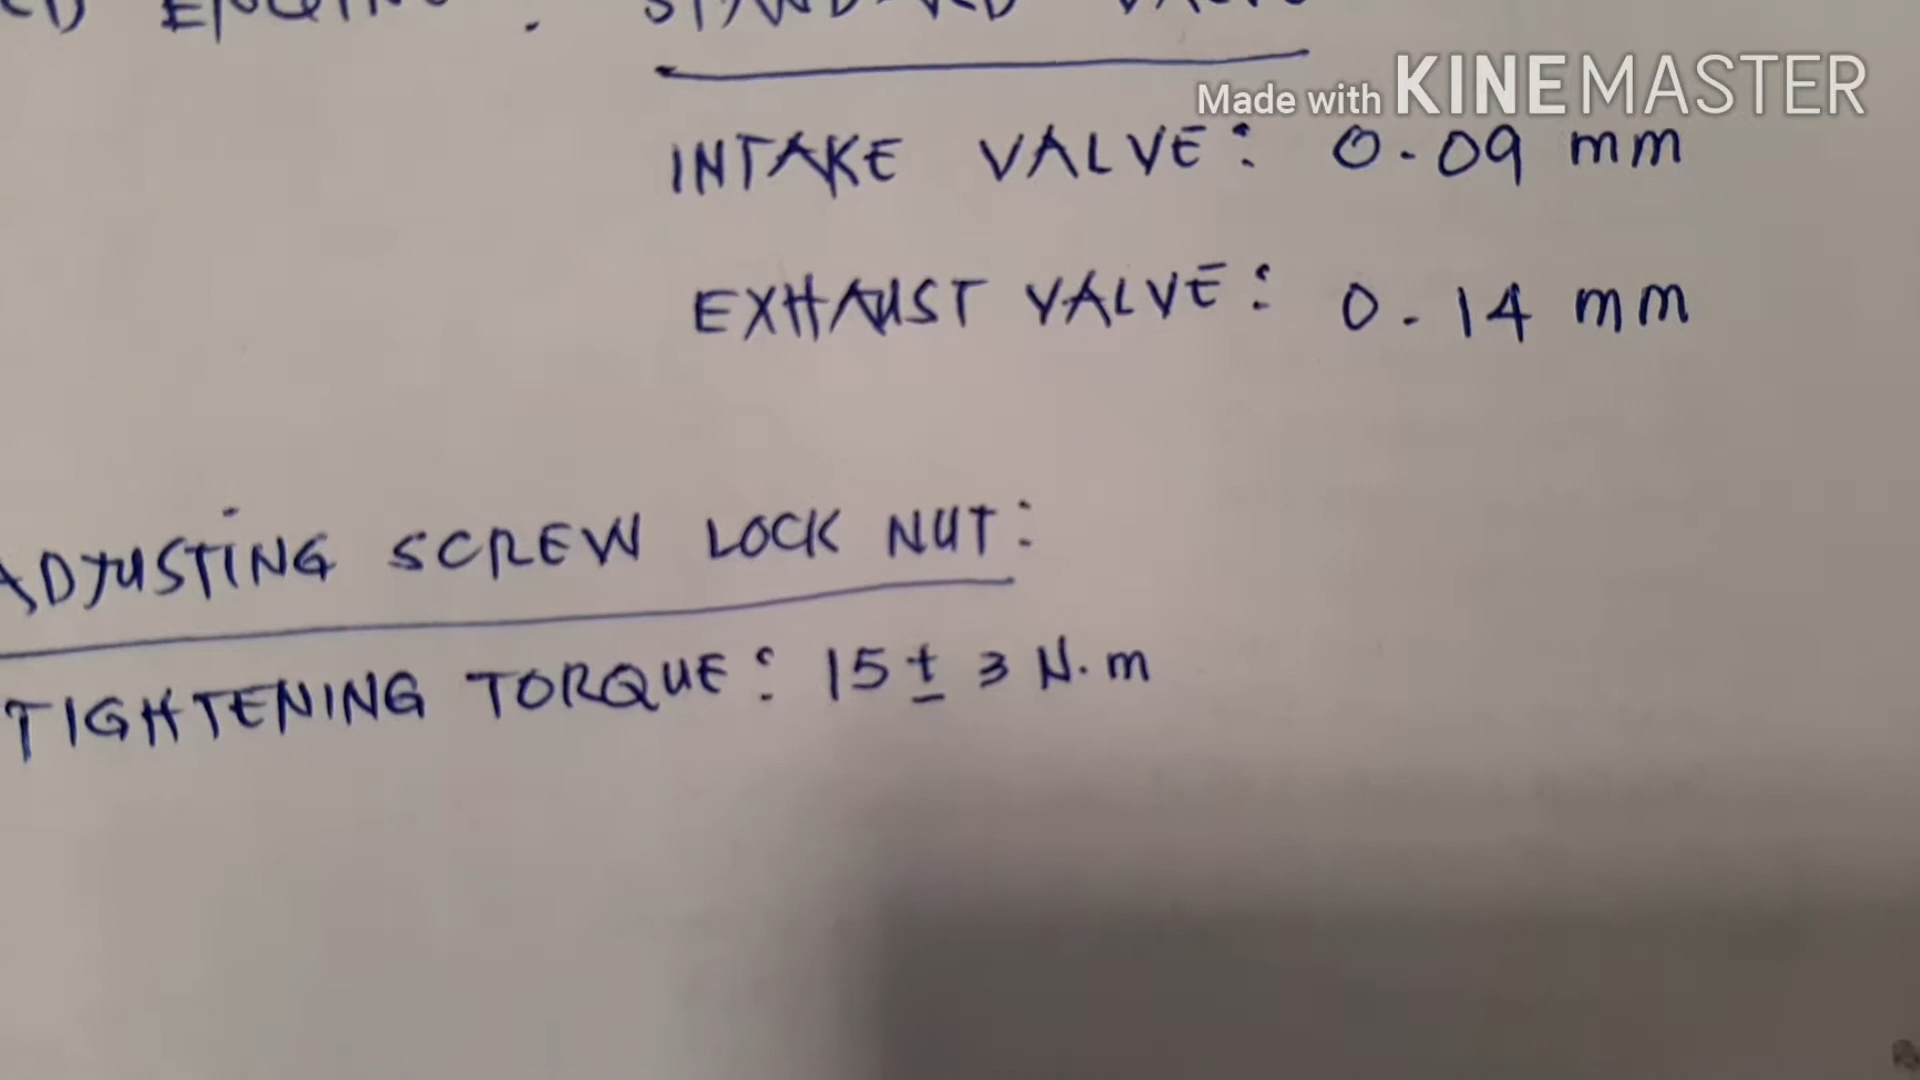 STANDARD
Made with KINEMASTER
INTAKE VALVE: 0.09 mm
EXHAUST VALVE: 0.14 mm
ADJUSTING SCREW LOCK NUT:
TIGHTENING TORQUE: 15 ± 3 N.m